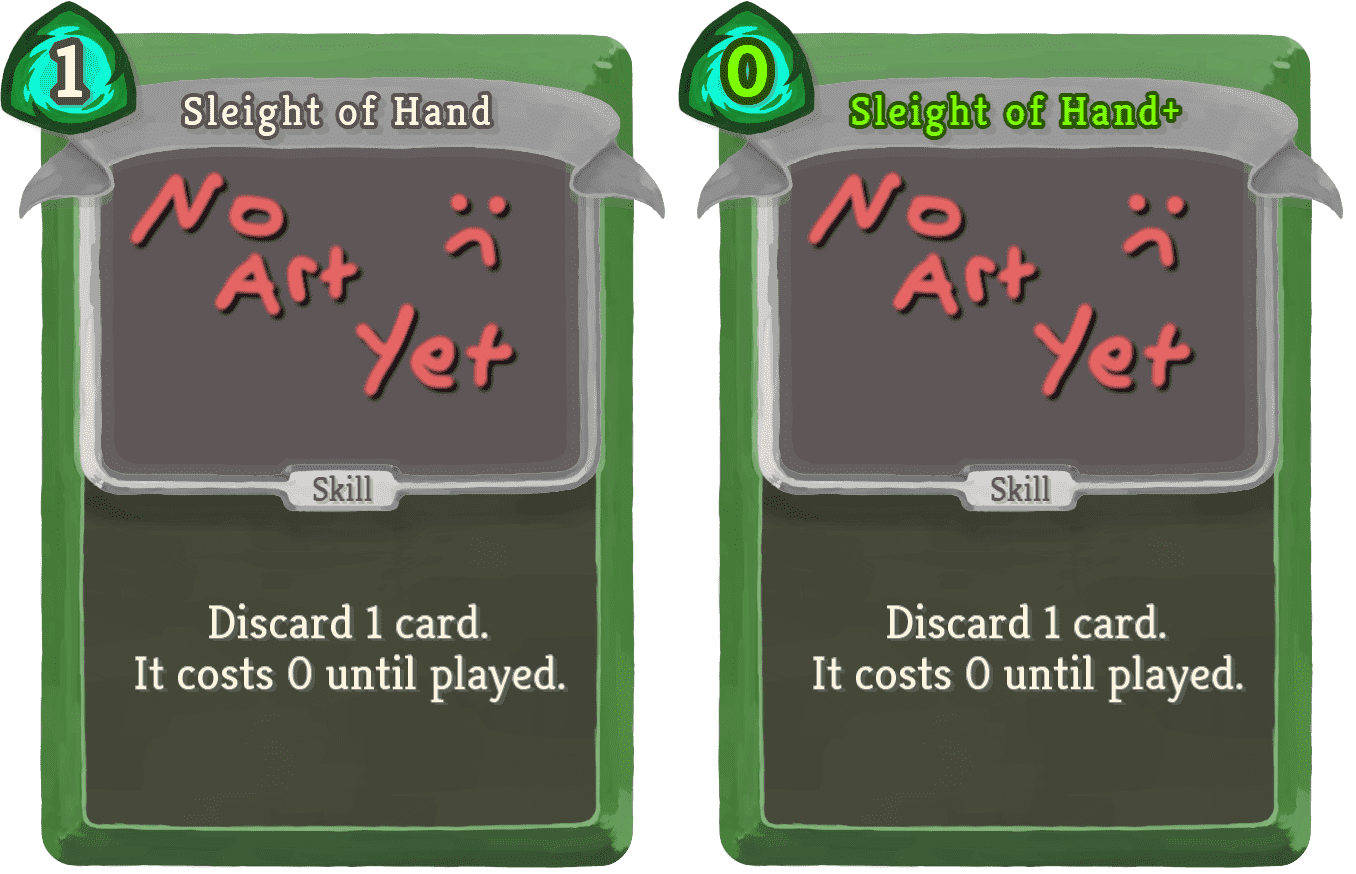 1
Sleight of Hand
No
Art
Yet
Skill
Discard 1 card.
It costs 0 until played.
0
Sleight of Hand+
No
Art
Yet
Skill
Discard 1 card.
It costs 0 until played.